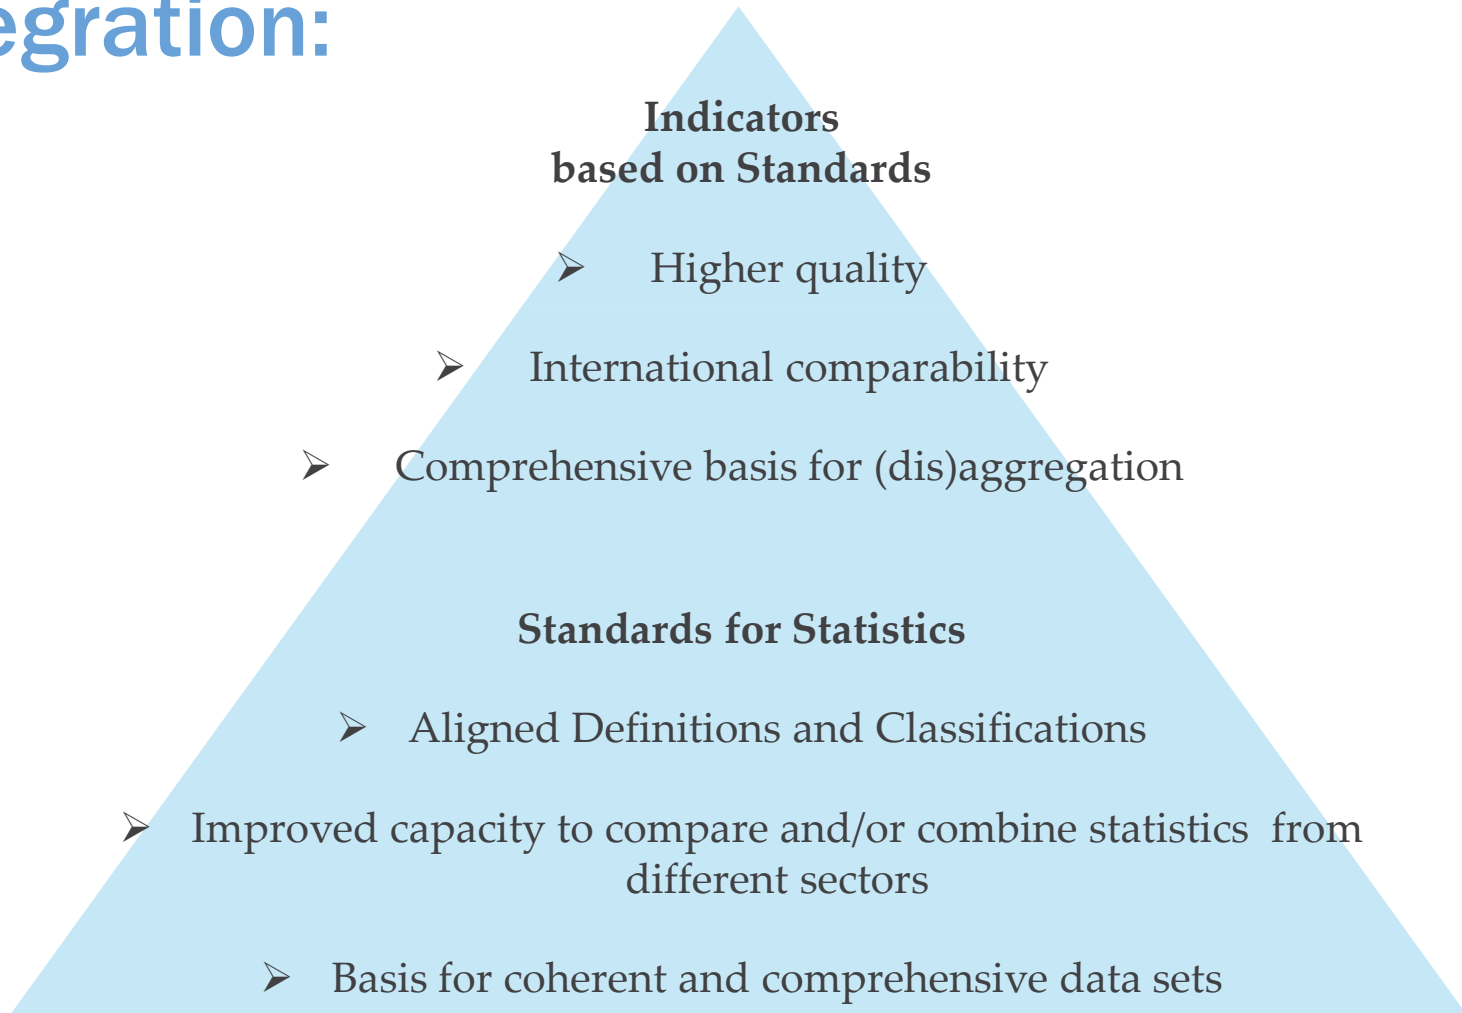 egration:
Indicators
based on Standards
➢ Higher quality
➢ International comparability
➢ Comprehensive basis for (dis)aggregation
Standards for Statistics
➢ Aligned Definitions and Classifications
➢ Improved capacity to compare and/or combine statistics  from
different sectors
➢ Basis for coherent and comprehensive data sets